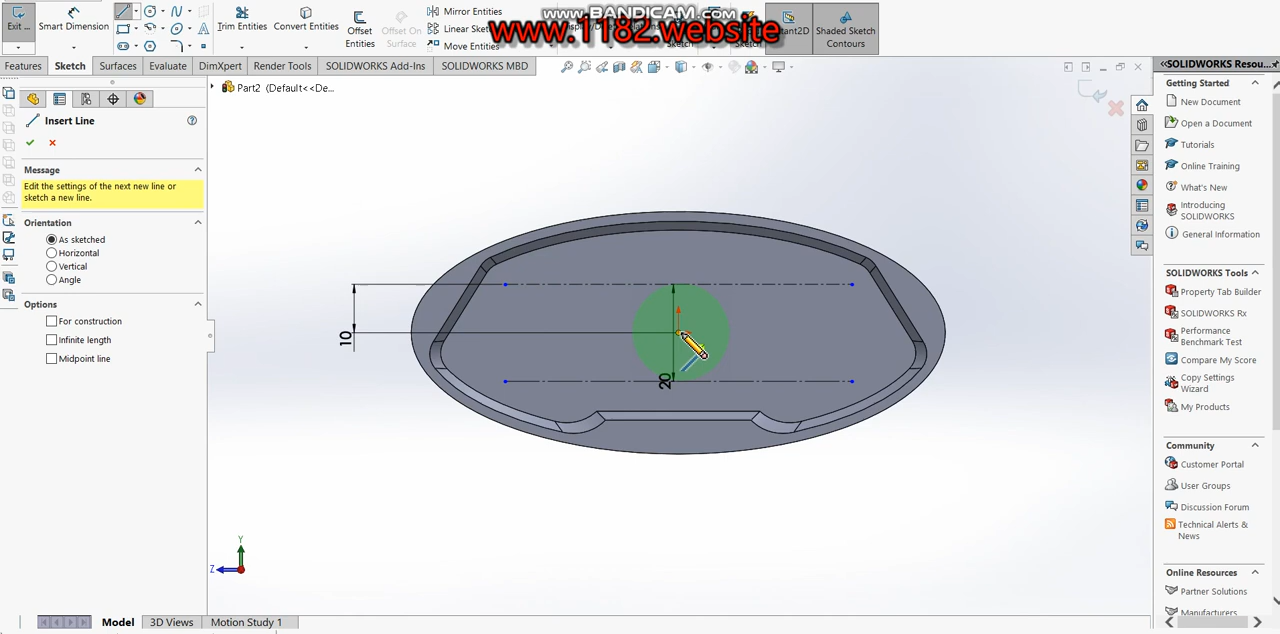 www.BANDICAM.com
www.1182.website
Exit ...
Smart Dimension
Trim Entities
Convert Entities
Offset Entities
Offset On Surface
Mirror Entities
Linear Sketch
Move Entities
Shaded Sketch Contours
Features
Sketch
Surfaces
Evaluate
DimXpert
Render Tools
SOLIDWORKS Add-Ins
SOLIDWORKS MBD
Part2 (Default<<De...
Insert Line
Message
Edit the settings of the next new line or
sketch a new line.
Orientation
As sketched
Horizontal
Vertical
Angle
Options
For construction
Infinite length
Midpoint line
10
20
Y
Z
SOLIDWORKS Resou...
Getting Started
New Document
Open a Document
Tutorials
Online Training
What's New
Introducing
SOLIDWORKS
General Information
SOLIDWORKS Tools
Property Tab Builder
SOLIDWORKS Rx
Performance
Benchmark Test
Compare My Score
Copy Settings
Wizard
My Products
Community
Customer Portal
User Groups
Discussion Forum
Technical Alerts &
News
Online Resources
Partner Solutions
Manufacturers
Model
3D Views
Motion Study 1